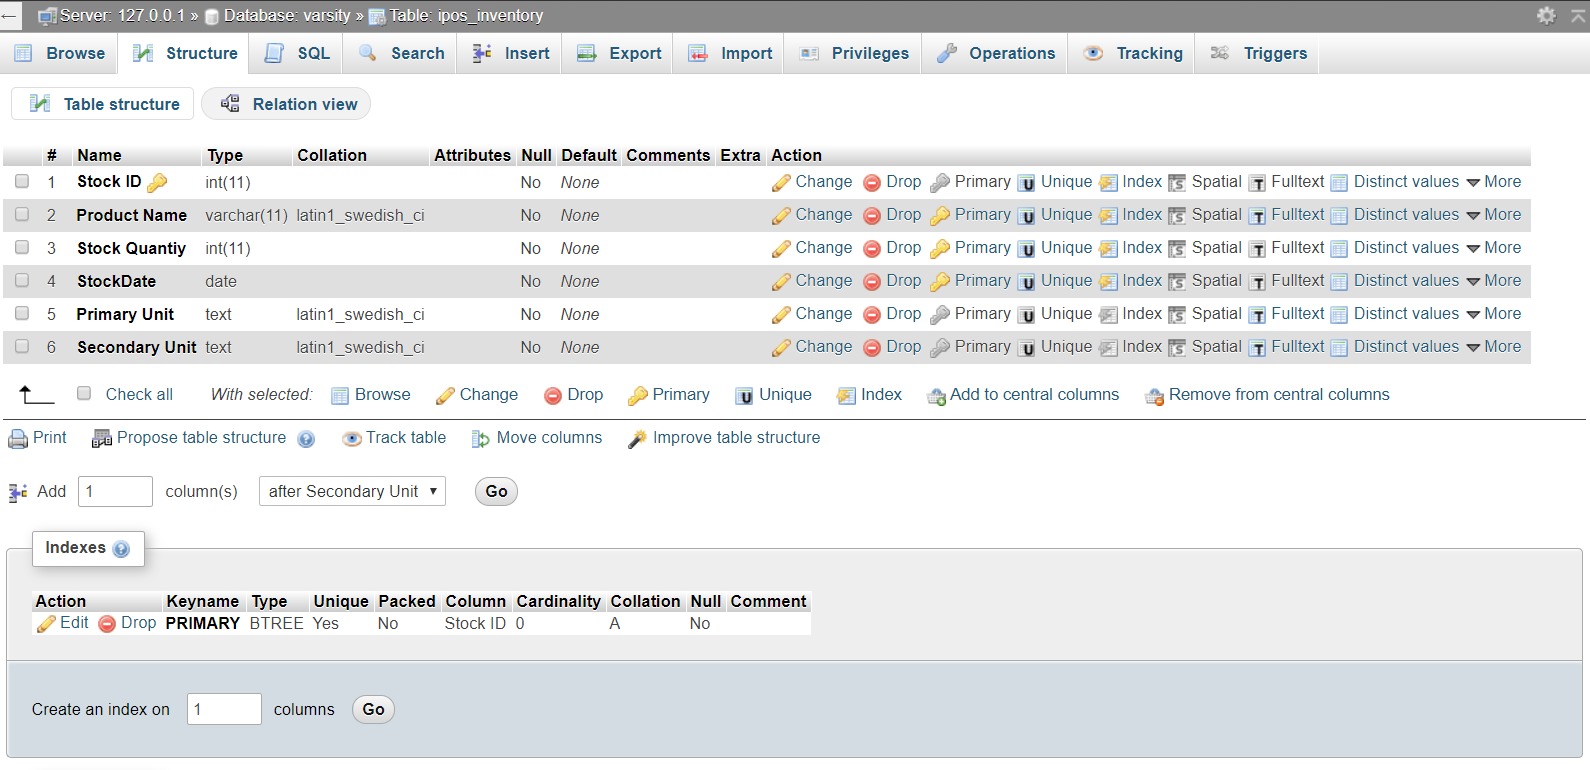 Server: 127.0.0.1 » Database: varsity » Table: ipos_inventory
Browse Structure SQL Search Insert Export Import Privileges Operations Tracking Triggers
Table structure Relation view
# Name Type Collation Attributes Null Default Comments Extra Action
1 Stock ID int(11) No None Change Drop Primary Unique Index Spatial Fulltext Distinct values More
2 Product Name varchar(11) latin1_swedish_ci No None Change Drop Primary Unique Index Spatial Fulltext Distinct values More
3 Stock Quantiy int(11) No None Change Drop Primary Unique Index Spatial Fulltext Distinct values More
4 StockDate date No None Change Drop Primary Unique Index Spatial Fulltext Distinct values More
5 Primary Unit text latin1_swedish_ci No None Change Drop Primary Unique Index Spatial Fulltext Distinct values More
6 Secondary Unit text latin1_swedish_ci No None Change Drop Primary Unique Index Spatial Fulltext Distinct values More
Check all With selected: Browse Change Drop Primary Unique Index Add to central columns Remove from central columns
Print Propose table structure Track table Move columns Improve table structure
Add 1 column(s) after Secondary Unit Go
Indexes
Action Keyname Type Unique Packed Column Cardinality Collation Null Comment
Edit Drop PRIMARY BTREE Yes No Stock ID 0 A No
Create an index on 1 columns Go